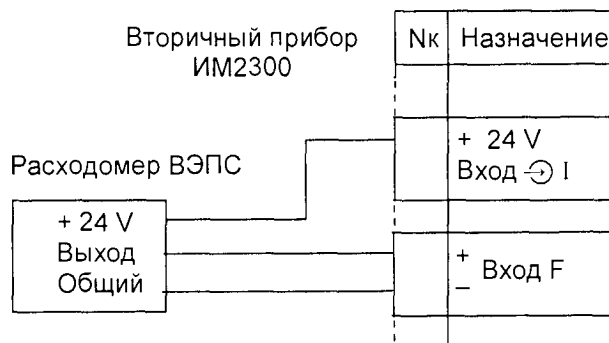 Вторичный прибор
ИМ2300
Nк Назначение
+ 24 V
Вход I
Расходомер ВЭПС
+ 24 V
Выход
Общий
+
− Вход F